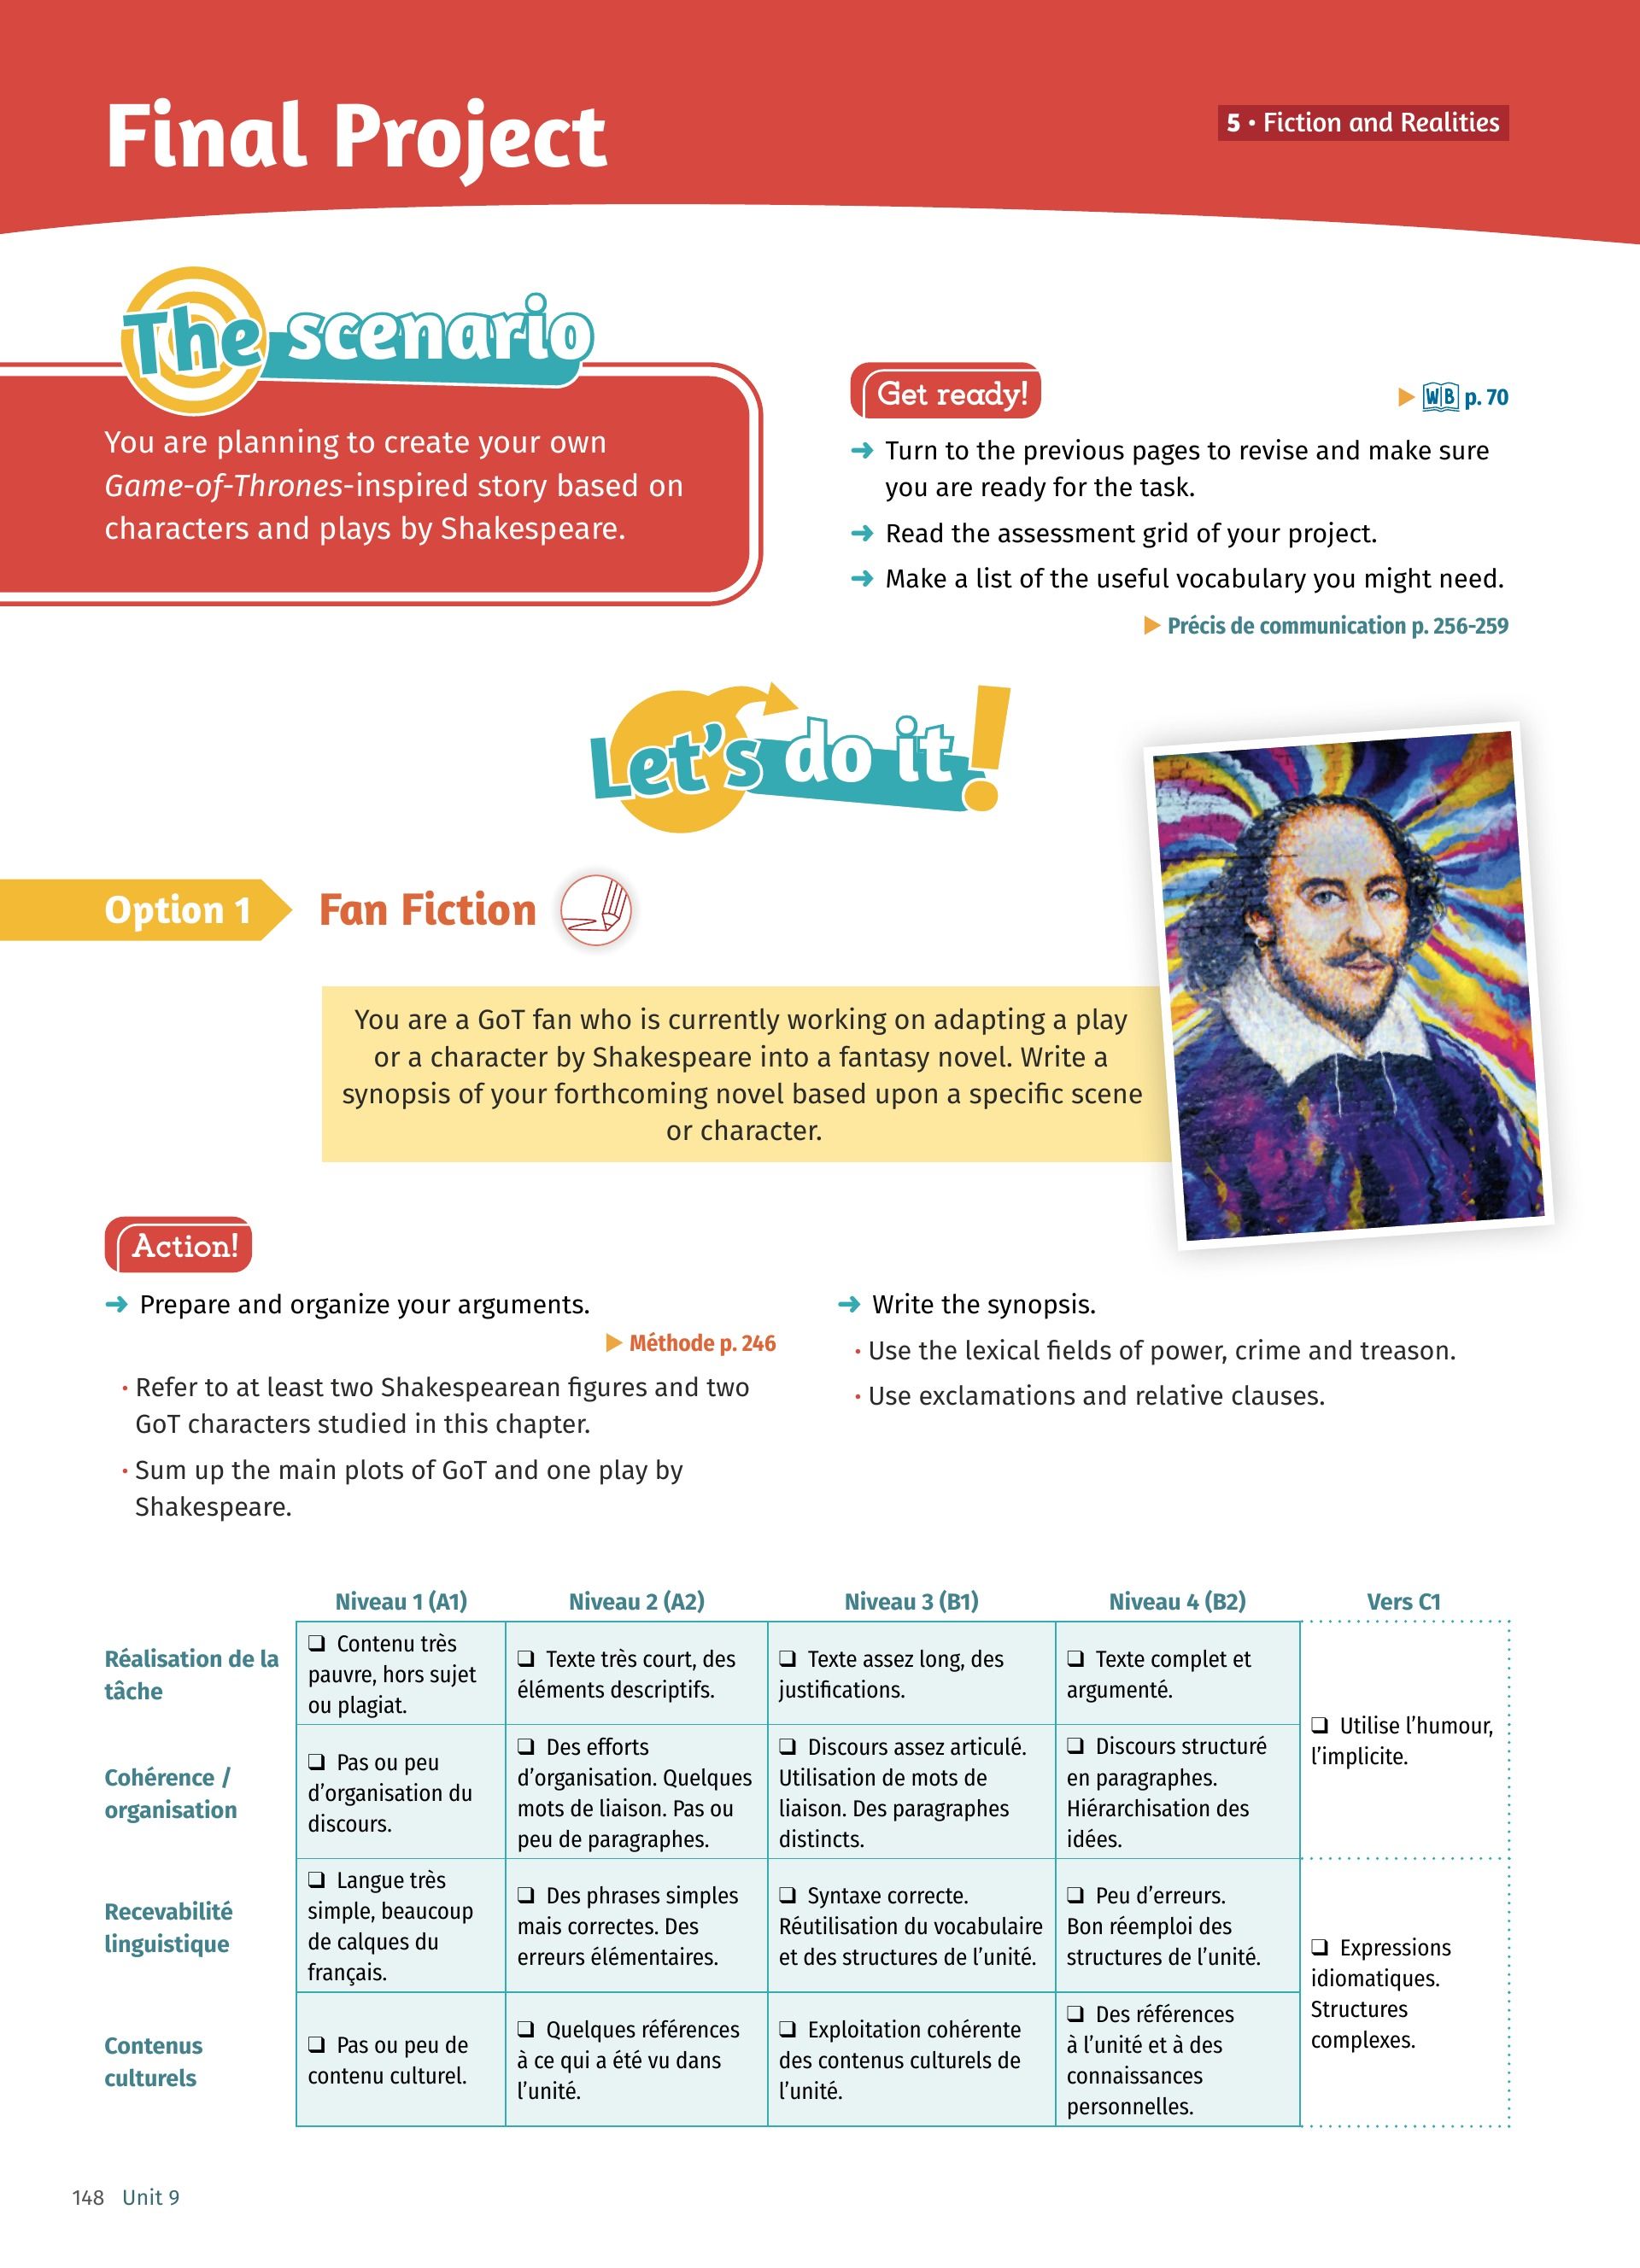 Final Project
5 • Fiction and Realities
The scenario
You are planning to create your own
Game-of-Thrones-inspired story based on
characters and plays by Shakespeare.
Get ready!
WB p. 70
➜ Turn to the previous pages to revise and make sure
you are ready for the task.
➜ Read the assessment grid of your project.
➜ Make a list of the useful vocabulary you might need.
Précis de communication p. 256-259
Let's do it!
Option 1
Fan Fiction
You are a GoT fan who is currently working on adapting a play
or a character by Shakespeare into a fantasy novel. Write a
synopsis of your forthcoming novel based upon a specific scene
or character.
Action!
➜ Prepare and organize your arguments.
Méthode p. 246
• Refer to at least two Shakespearean figures and two
GoT characters studied in this chapter.
• Sum up the main plots of GoT and one play by
Shakespeare.
➜ Write the synopsis.
• Use the lexical fields of power, crime and treason.
• Use exclamations and relative clauses.
Niveau 1 (A1)
Niveau 2 (A2)
Niveau 3 (B1)
Niveau 4 (B2)
Vers C1
Réalisation de la
tâche
❑ Contenu très
pauvre, hors sujet
ou plagiat.
❑ Texte très court, des
éléments descriptifs.
❑ Texte assez long, des
justifications.
❑ Texte complet et
argumenté.
❑ Utilise l'humour,
l'implicite.
Cohérence /
organisation
❑ Pas ou peu
d'organisation du
discours.
❑ Des efforts
d'organisation. Quelques
mots de liaison. Pas ou
peu de paragraphes.
❑ Discours assez articulé.
Utilisation de mots de
liaison. Des paragraphes
distincts.
❑ Discours structuré
en paragraphes.
Hiérarchisation des
idées.
Recevabilité
linguistique
❑ Langue très
simple, beaucoup
de calques du
français.
❑ Des phrases simples
mais correctes. Des
erreurs élémentaires.
❑ Syntaxe correcte.
Réutilisation du vocabulaire
et des structures de l'unité.
❑ Peu d'erreurs.
Bon réemploi des
structures de l'unité.
❑ Expressions
idiomatiques.
Structures
complexes.
Contenus
culturels
❑ Pas ou peu de
contenu culturel.
❑ Quelques références
à ce qui a été vu dans
l'unité.
❑ Exploitation cohérente
des contenus culturels de
l'unité.
❑ Des références
à l'unité et à des
connaissances
personnelles.
148 Unit 9